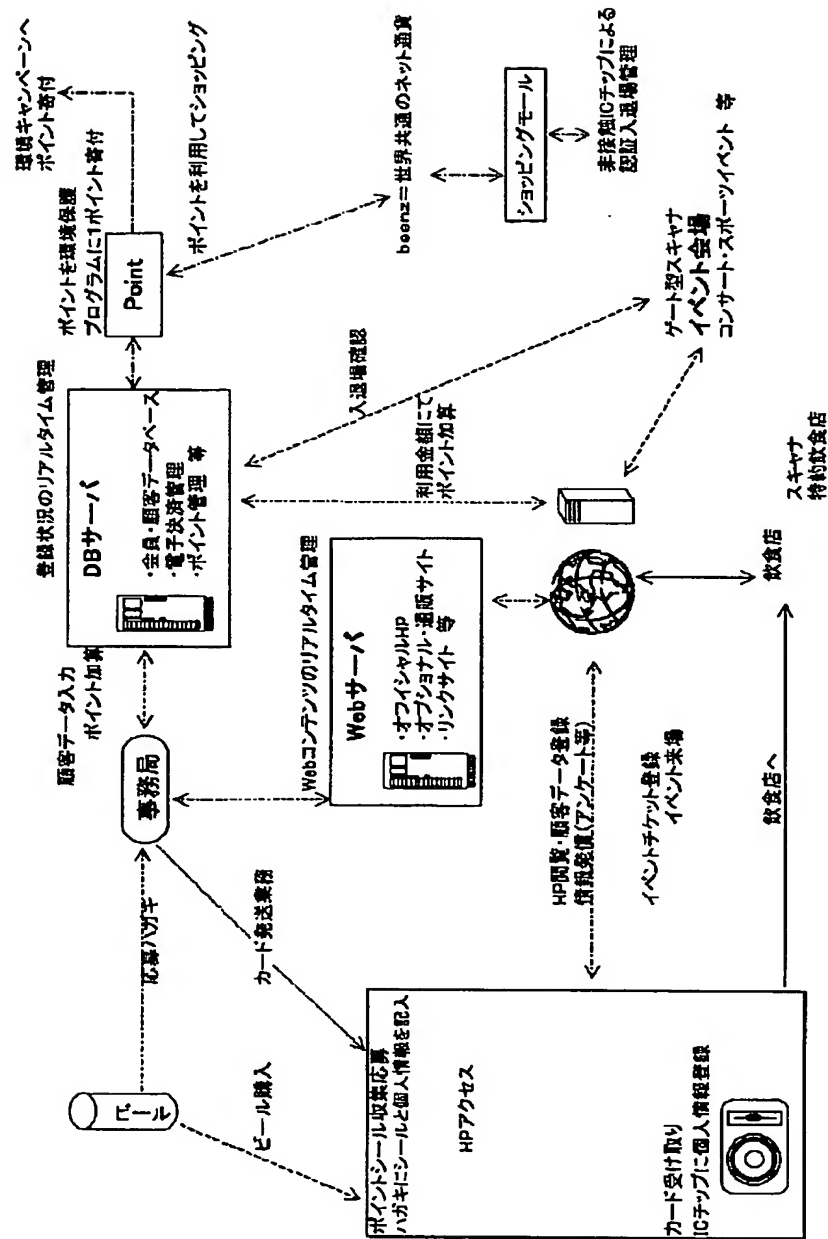 ビール
応募ハガキ
ビール購入
カード発送業務
事務局
顧客データ入力
ポイント加算
登録状況のリアルタイム管理
DBサーバ
・会員・顧客データベース
・電子決済管理
・ポイント管理 等
ポイントを環境保護
プログラムに1ポイント寄付
Point
環境キャンペーンへ
ポイント寄付
ポイントを利用してショッピング
beenz=世界共通のネット通貨
ショッピングモール
非接触ICチップによる
認証入退場管理
Webコンテンツのリアルタイム管理
Webサーバ
・オフイシャルHP
・オプショナル・通販サイト
・リンクサイト 等
入退場確認
利用金額にて
ポイント加算
ゲート型スキャナ
イベント会場
コンサート・スポーツイベント 等
ポイントシール収集応募
ハガキにシールと個人情報を記入
HPアクセス
カード受け取り
ICチップに個人情報登録
HP閲覧・顧客データ登録
情報発信(アンケート等)
イベントチケット登録
イベント来場
飲食店へ
飲食店
スキャナ
特約飲食店